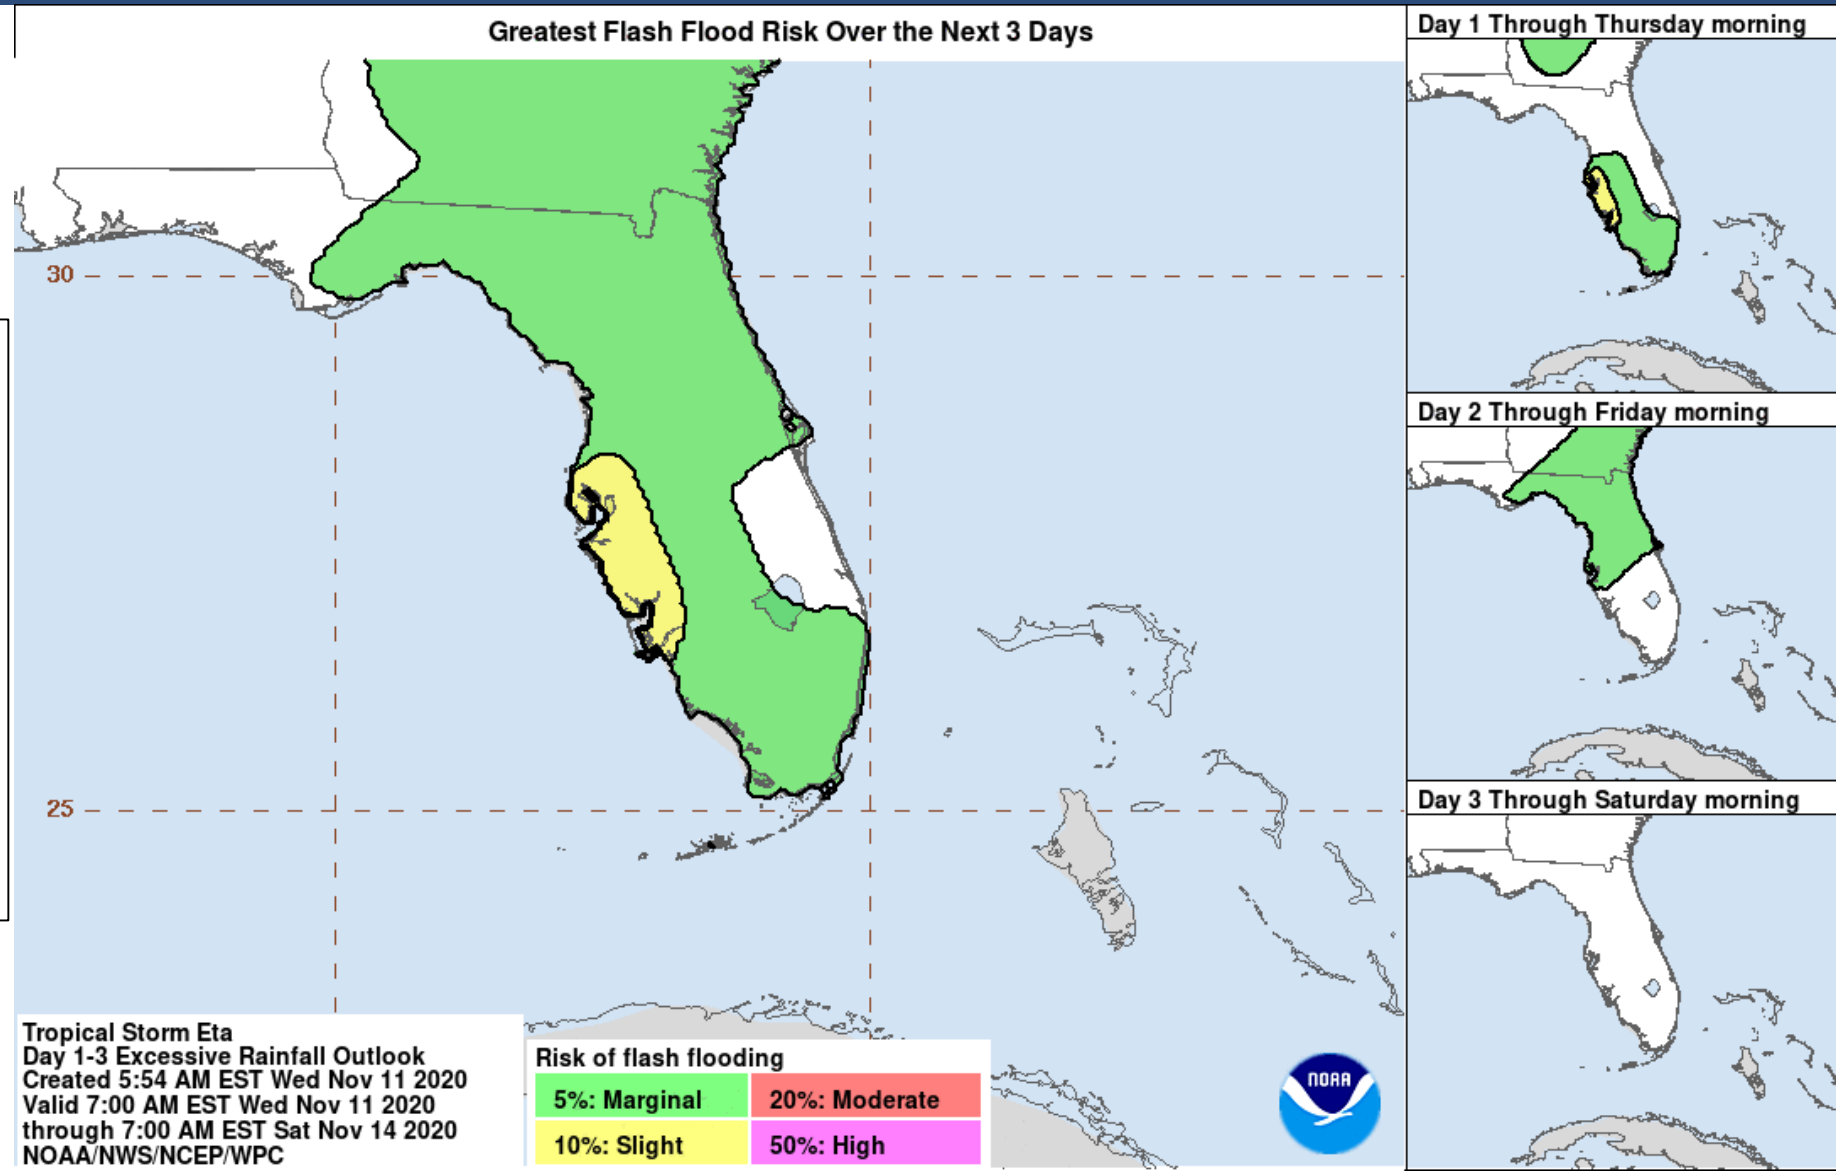 Greatest Flash Flood Risk Over the Next 3 Days
30
25
Tropical Storm Eta
Day 1-3 Excessive Rainfall Outlook
Created 5:54 AM EST Wed Nov 11 2020
Valid 7:00 AM EST Wed Nov 11 2020
through 7:00 AM EST Sat Nov 14 2020
NOAA/NWS/NCEP/WPC
Risk of flash flooding
5%: Marginal
20%: Moderate
10%: Slight
50%: High
NOAA
Day 1 Through Thursday morning
Day 2 Through Friday morning
Day 3 Through Saturday morning